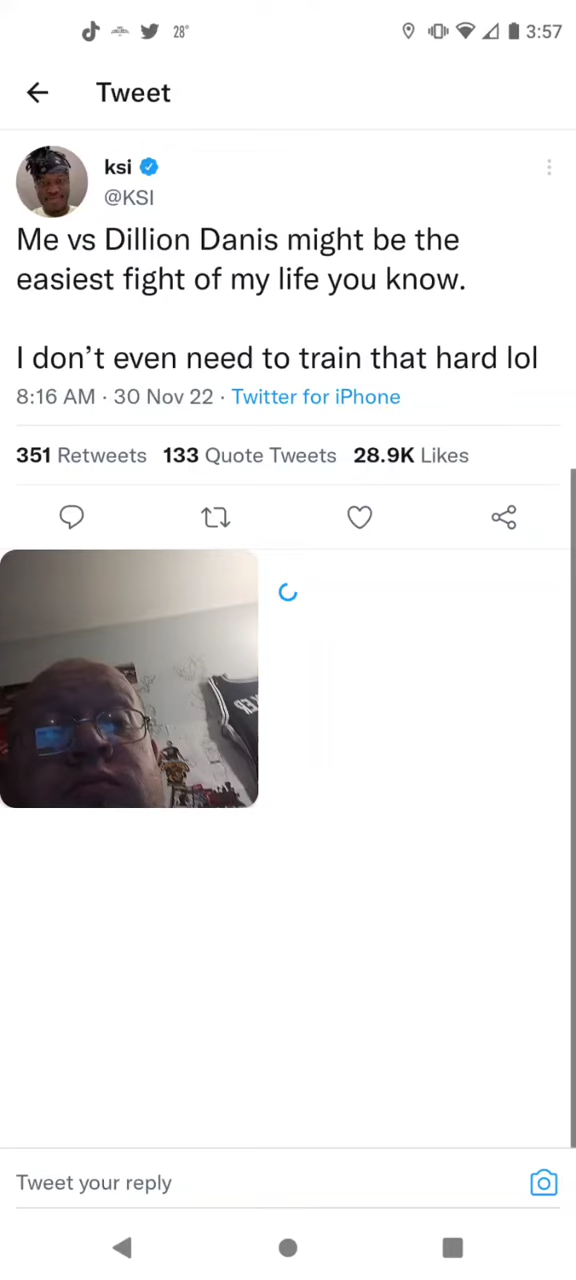 28° 3:57
Tweet
ksi
@KSI
Me vs Dillion Danis might be the
easiest fight of my life you know.
I don’t even need to train that hard lol
8:16 AM · 30 Nov 22 · Twitter for iPhone
351 Retweets 133 Quote Tweets 28.9K Likes
Tweet your reply